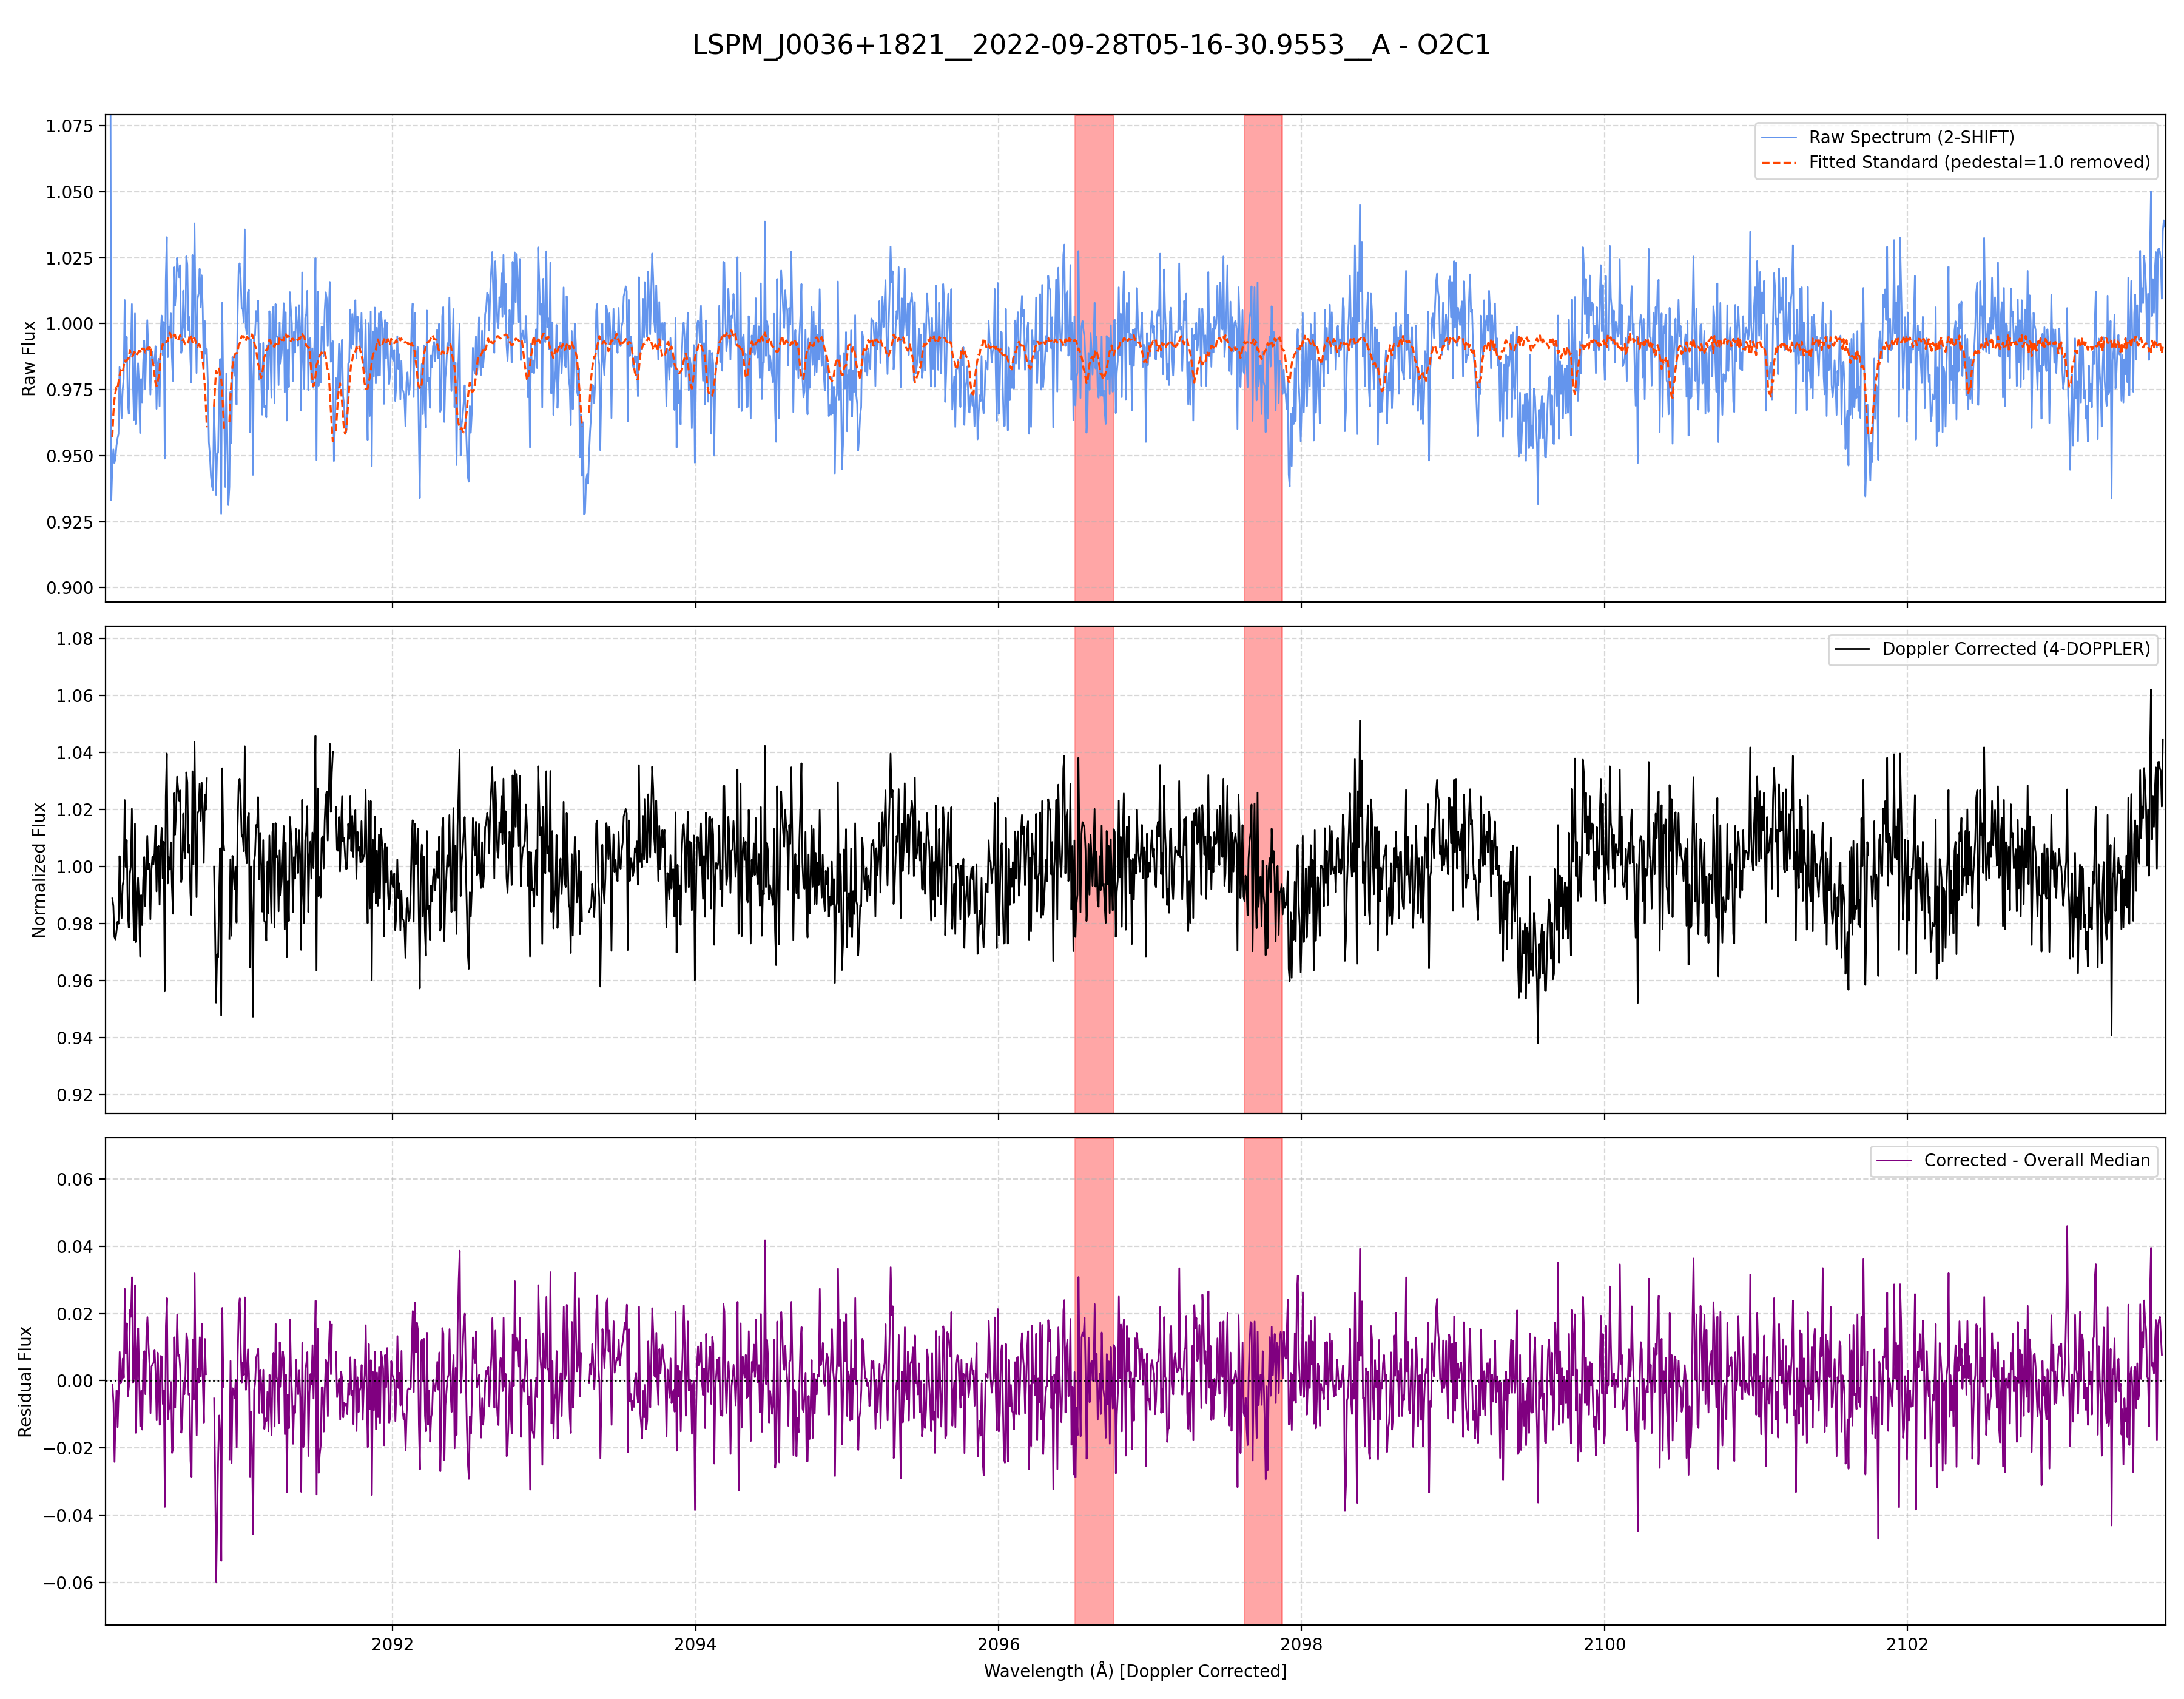 LSPM_J0036+1821__2022-09-28T05-16-30.9553__A - O2C1
1.075
1.050
1.025
1.000
0.975
0.950
0.925
0.900
Raw Flux
Raw Spectrum (2-SHIFT)
Fitted Standard (pedestal=1.0 removed)
1.08
1.06
1.04
1.02
1.00
0.98
0.96
0.94
0.92
Normalized Flux
Doppler Corrected (4-DOPPLER)
0.06
0.04
0.02
0.00
−0.02
−0.04
−0.06
Residual Flux
Corrected - Overall Median
2092 2094 2096 2098 2100 2102
Wavelength (Å) [Doppler Corrected]